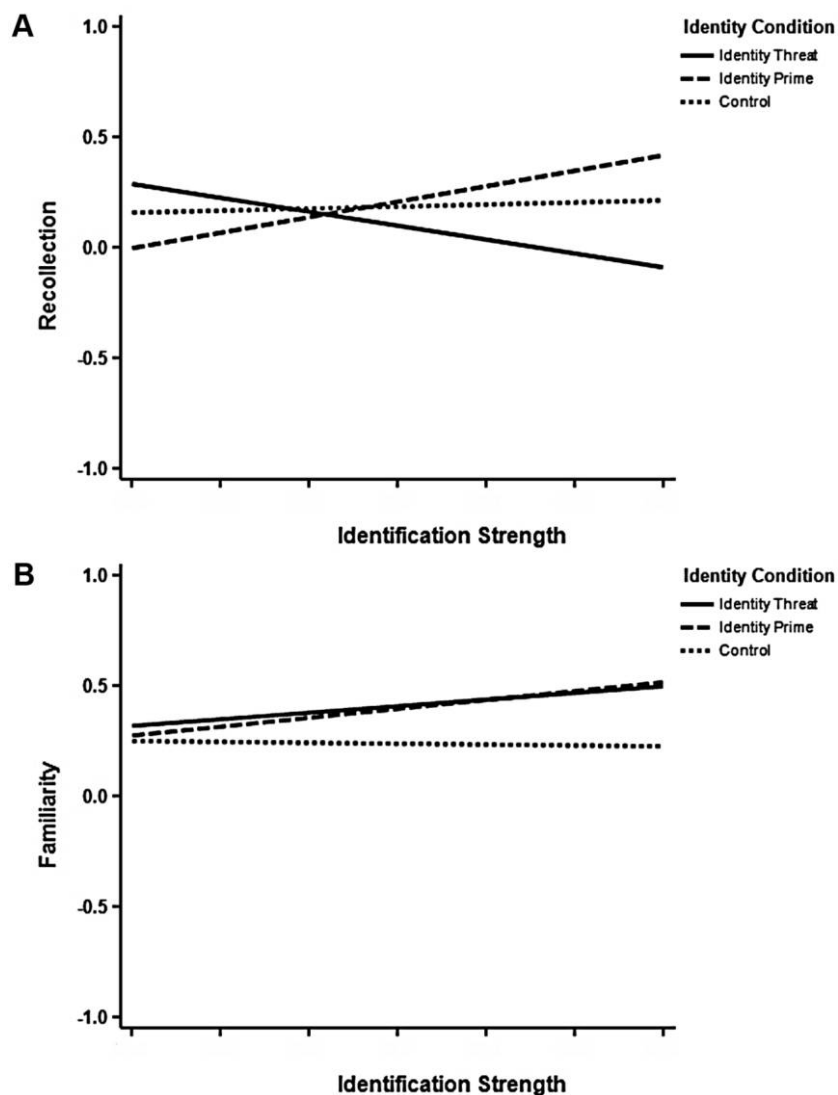 A
1.0
0.5
0.0
-0.5
-1.0
Recollection
Identification Strength
Identity Condition
Identity Threat
Identity Prime
Control
B
1.0
0.5
0.0
-0.5
-1.0
Familiarity
Identification Strength
Identity Condition
Identity Threat
Identity Prime
Control